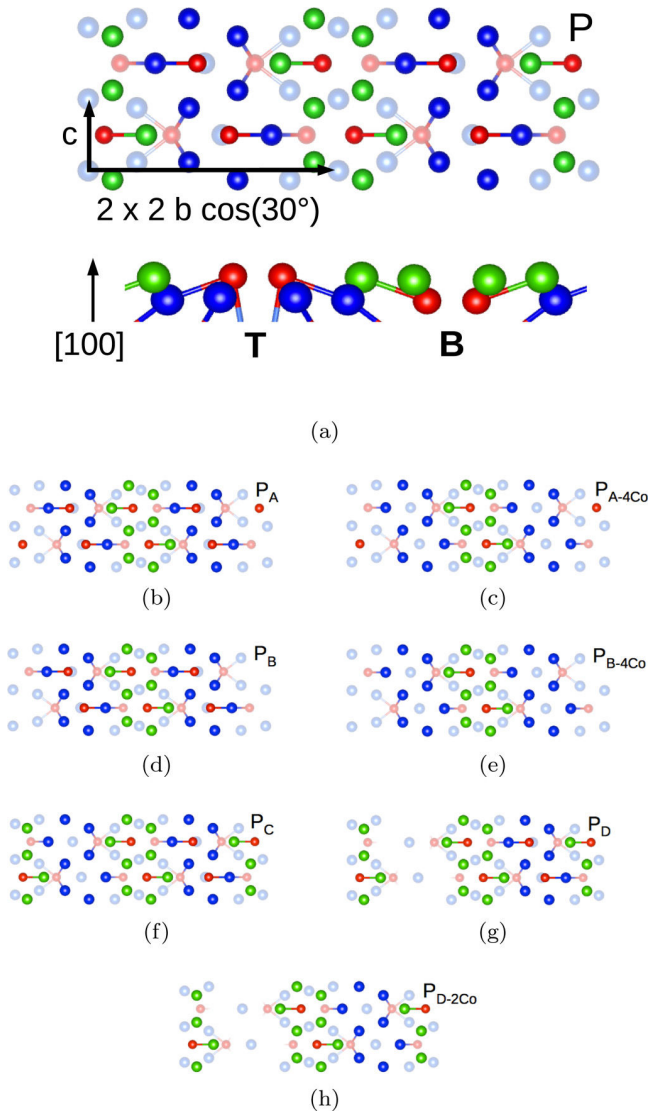 P
c
2 x 2 b cos(30°)
[100]
T B
(a)
P_A P_A-4Co
(b) (c)
P_B P_B-4Co
(d) (e)
P_C P_D
(f) (g)
P_D-2Co
(h)